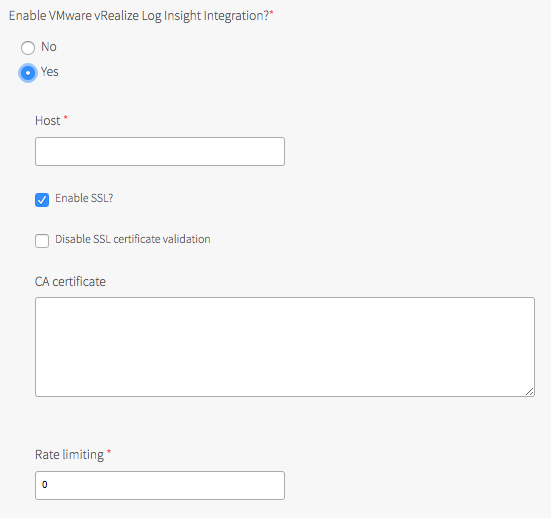 Enable VMware vRealize Log Insight Integration?*
No
Yes
Host *
Enable SSL?
Disable SSL certificate validation
CA certificate
Rate limiting *
0